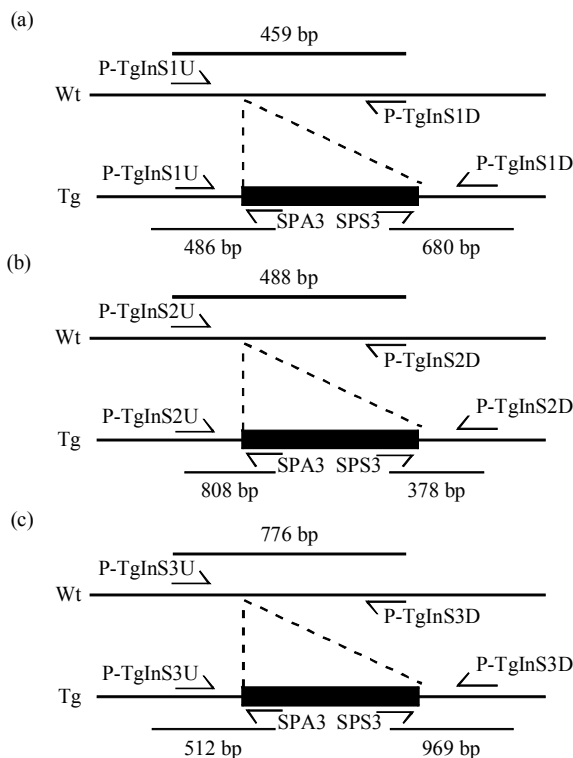 (a)
459 bp
P-TgInS1U
Wt
P-TgInS1D
P-TgInS1U
P-TgInS1D
Tg
SPA3 SPS3
486 bp 680 bp
(b)
488 bp
P-TgInS2U
Wt
P-TgInS2D
P-TgInS2U
P-TgInS2D
Tg
SPA3 SPS3
808 bp 378 bp
(c)
776 bp
P-TgInS3U
Wt
P-TgInS3D
P-TgInS3U
P-TgInS3D
Tg
SPA3 SPS3
512 bp 969 bp